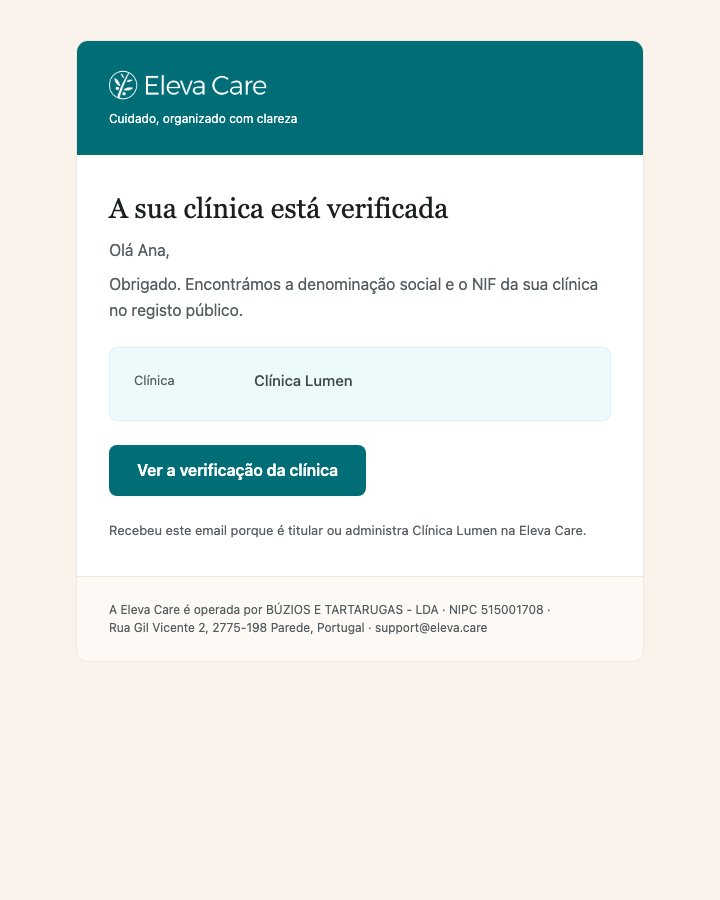 Eleva Care
Cuidado, organizado com clareza
A sua clínica está verificada
Olá Ana,
Obrigado. Encontrámos a denominação social e o NIF da sua clínica
no registo público.
Clínica Clínica Lumen
Ver a verificação da clínica
Recebeu este email porque é titular ou administra Clínica Lumen na Eleva Care.
A Eleva Care é operada por BÚZIOS E TARTARUGAS - LDA · NIPC 515001708 ·
Rua Gil Vicente 2, 2775-198 Parede, Portugal · support@eleva.care